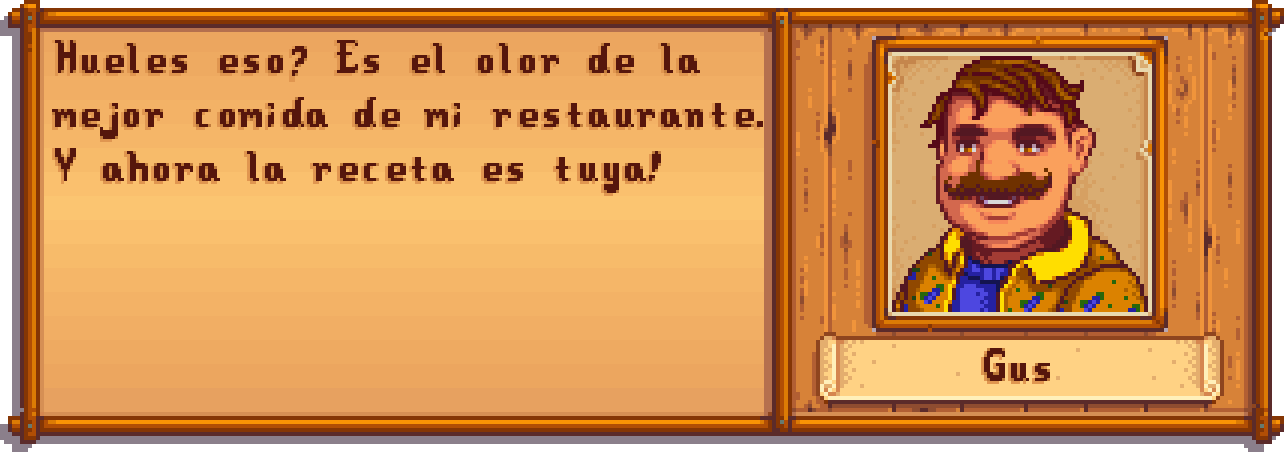 Hueles eso? Es el olor de la
mejor comida de mi restaurante.
Y ahora la receta es tuya!
Gus